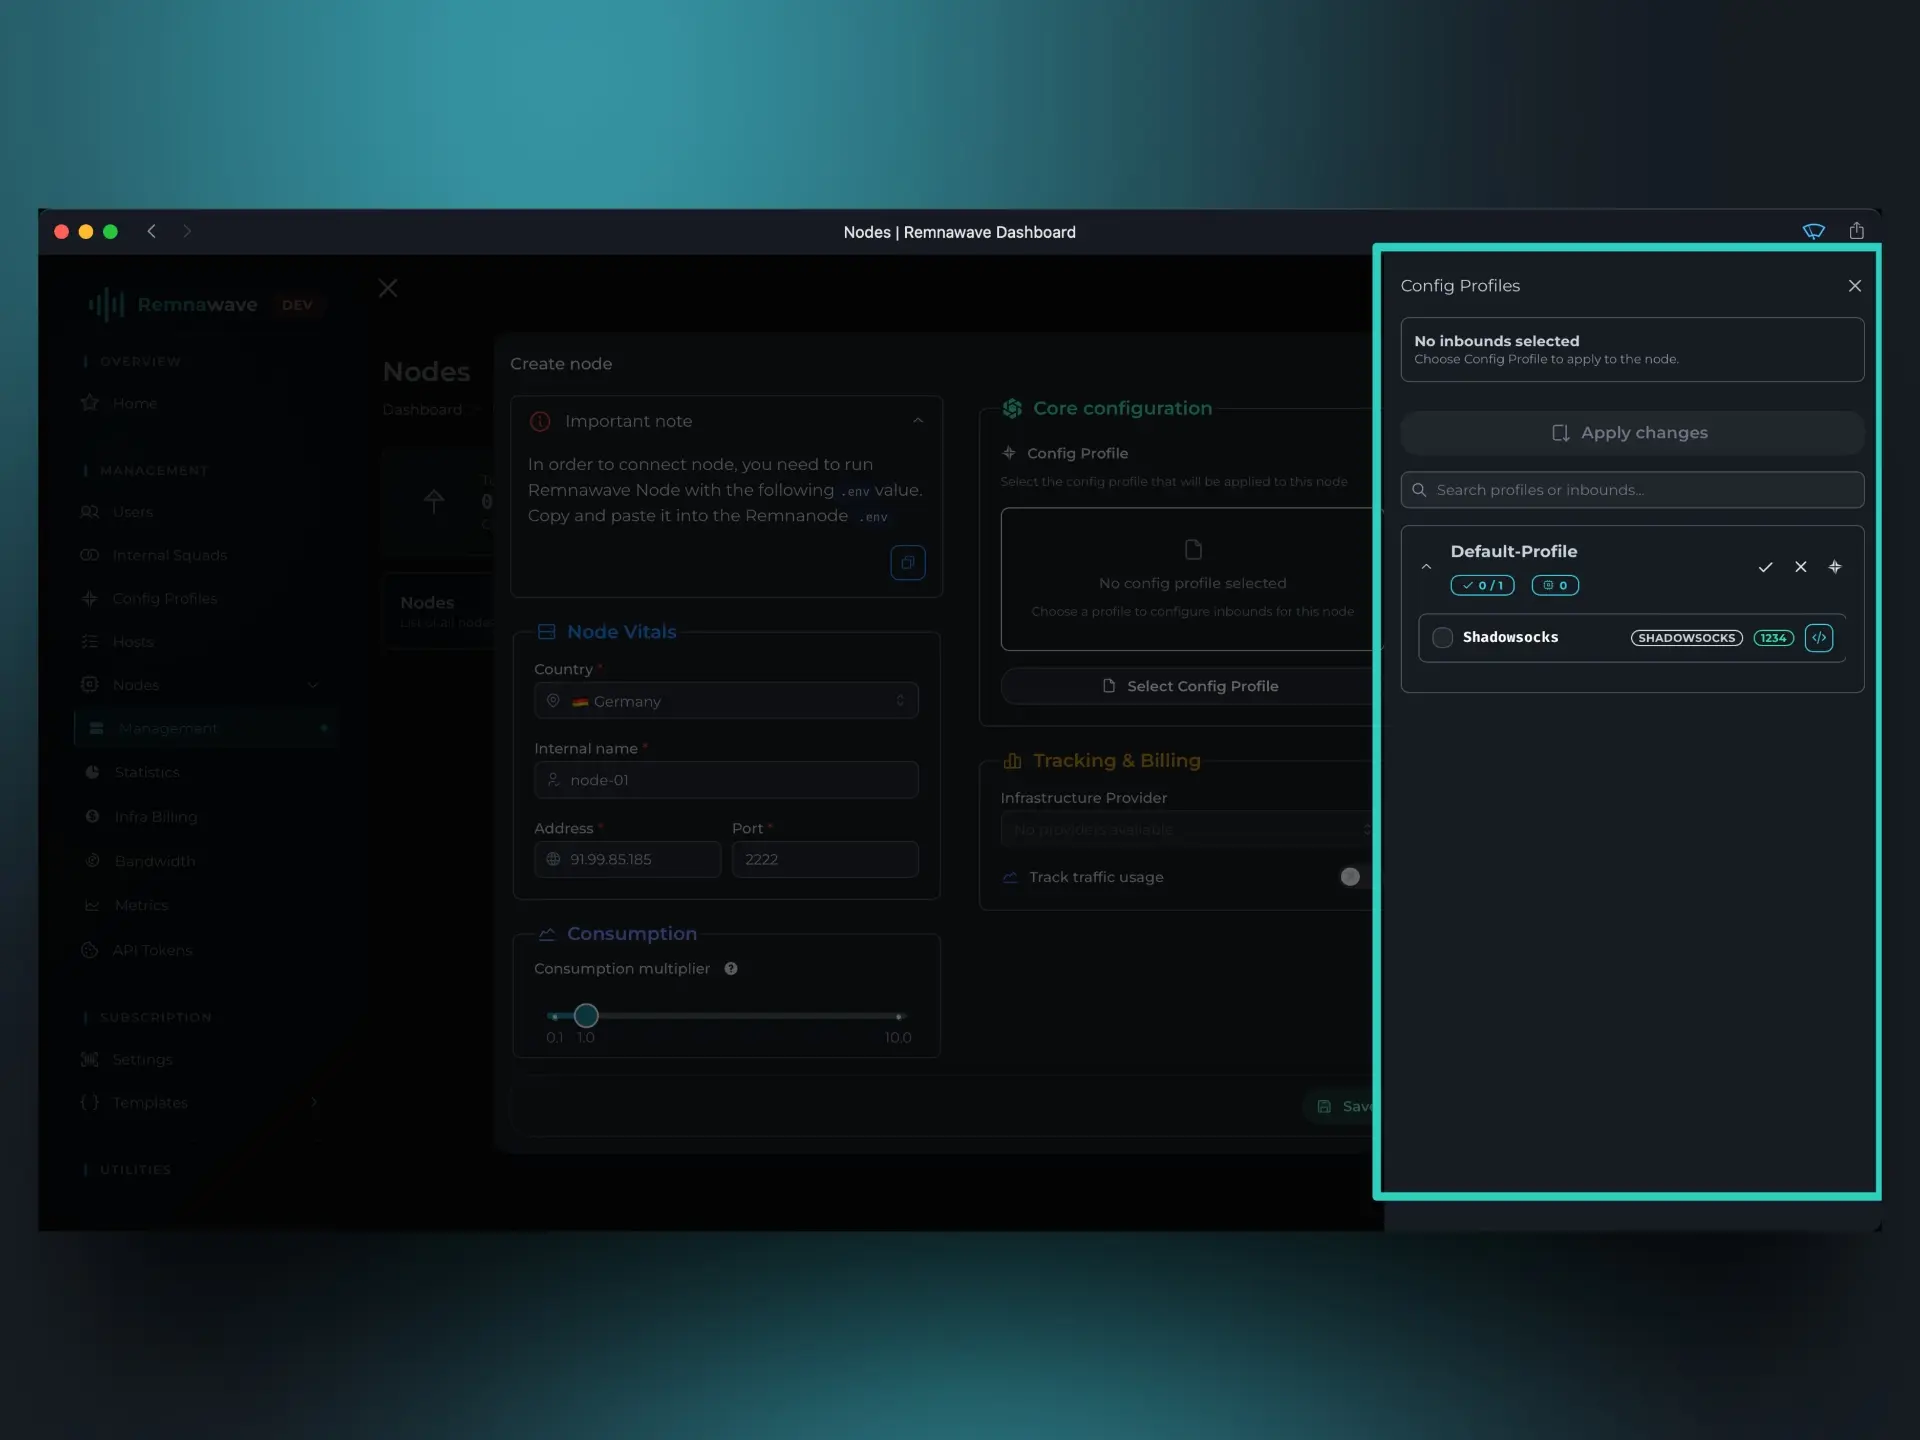 Nodes | Remnawave Dashboard
Remnawave DEV
OVERVIEW
Home
MANAGEMENT
Users
Internal Squads
Config Profiles
Hosts
Nodes
Management
Statistics
Infra Billing
Bandwidth
Metrics
API Tokens
SUBSCRIPTION
Settings
Templates
UTILITIES
Nodes
Dashboard
0
Nodes
List of all nodes
Create node
Important note
In order to connect node, you need to run
Remnawave Node with the following .env value.
Copy and paste it into the Remnanode .env
Node Vitals
Country *
Germany
Internal name *
node-01
Address * Port *
91.99.85.185 2222
Consumption
Consumption multiplier
0.1 1.0 10.0
Core configuration
Config Profile
Select the config profile that will be applied to this node
No config profile selected
Choose a profile to configure inbounds for this node
Select Config Profile
Tracking & Billing
Infrastructure Provider
No providers available
Track traffic usage
Save
Config Profiles
No inbounds selected
Choose Config Profile to apply to the node.
Apply changes
Search profiles or inbounds...
Default-Profile
0 / 1 0
Shadowsocks SHADOWSOCKS 1234